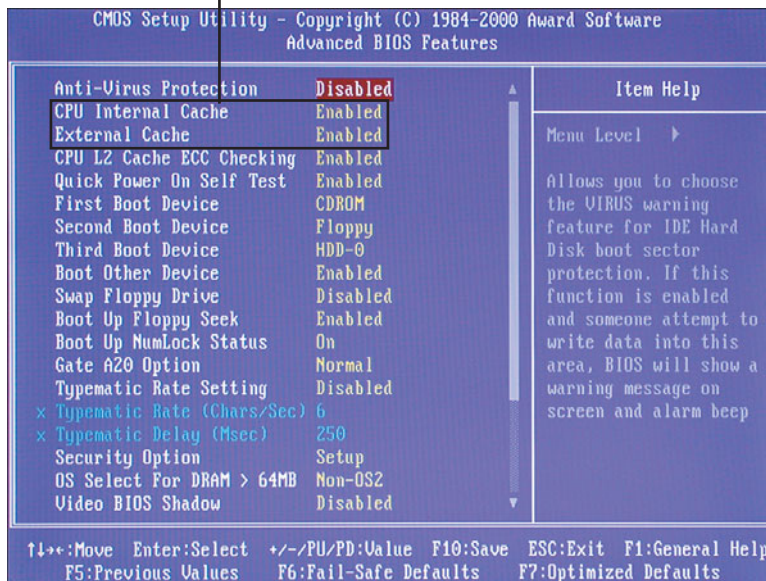 CMOS Setup Utility – Copyright (C) 1984-2000 Award Software
Advanced BIOS Features
Anti-Virus Protection Disabled
CPU Internal Cache Enabled
External Cache Enabled
CPU L2 Cache ECC Checking Enabled
Quick Power On Self Test Enabled
First Boot Device CDROM
Second Boot Device Floppy
Third Boot Device HDD-0
Boot Other Device Enabled
Swap Floppy Drive Disabled
Boot Up Floppy Seek Enabled
Boot Up NumLock Status On
Gate A20 Option Normal
Typematic Rate Setting Disabled
x Typematic Rate (Chars/Sec) 6
x Typematic Delay (Msec) 250
Security Option Setup
OS Select For DRAM > 64MB Non-OS2
Video BIOS Shadow Disabled
Item Help
Menu Level ▸
Allows you to choose
the VIRUS warning
feature for IDE Hard
Disk boot sector
protection. If this
function is enabled
and someone attempt to
write data into this
area, BIOS will show a
warning message on
screen and alarm beep
↑↓→←:Move Enter:Select +/-/PU/PD:Value F10:Save ESC:Exit F1:General Help
F5:Previous Values F6:Fail-Safe Defaults F7:Optimized Defaults